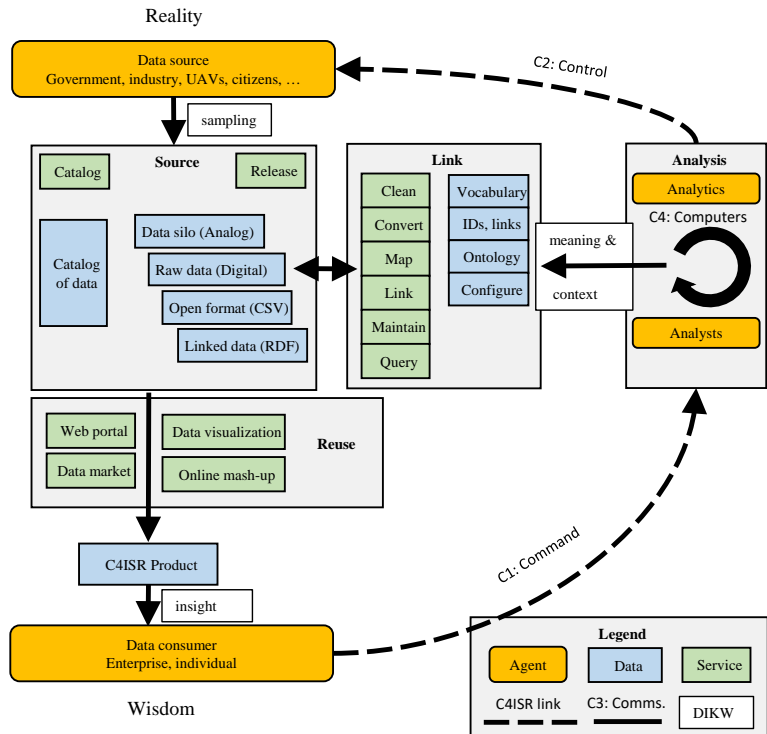 Reality
Data source
Government, industry, UAVs, citizens, …
C2: Control
sampling
Source
Catalog
Release
Catalog
of data
Data silo (Analog)
Raw data (Digital)
Open format (CSV)
Linked data (RDF)
Link
Clean
Convert
Map
Link
Maintain
Query
Vocabulary
IDs, links
Ontology
Configure
meaning &
context
Analysis
Analytics
C4: Computers
Analysts
Web portal
Data visualization
Reuse
Data market
Online mash-up
C4ISR Product
C1: Command
insight
Data consumer
Enterprise, individual
Wisdom
Legend
Agent
Data
Service
C4ISR link
C3: Comms.
DIKW